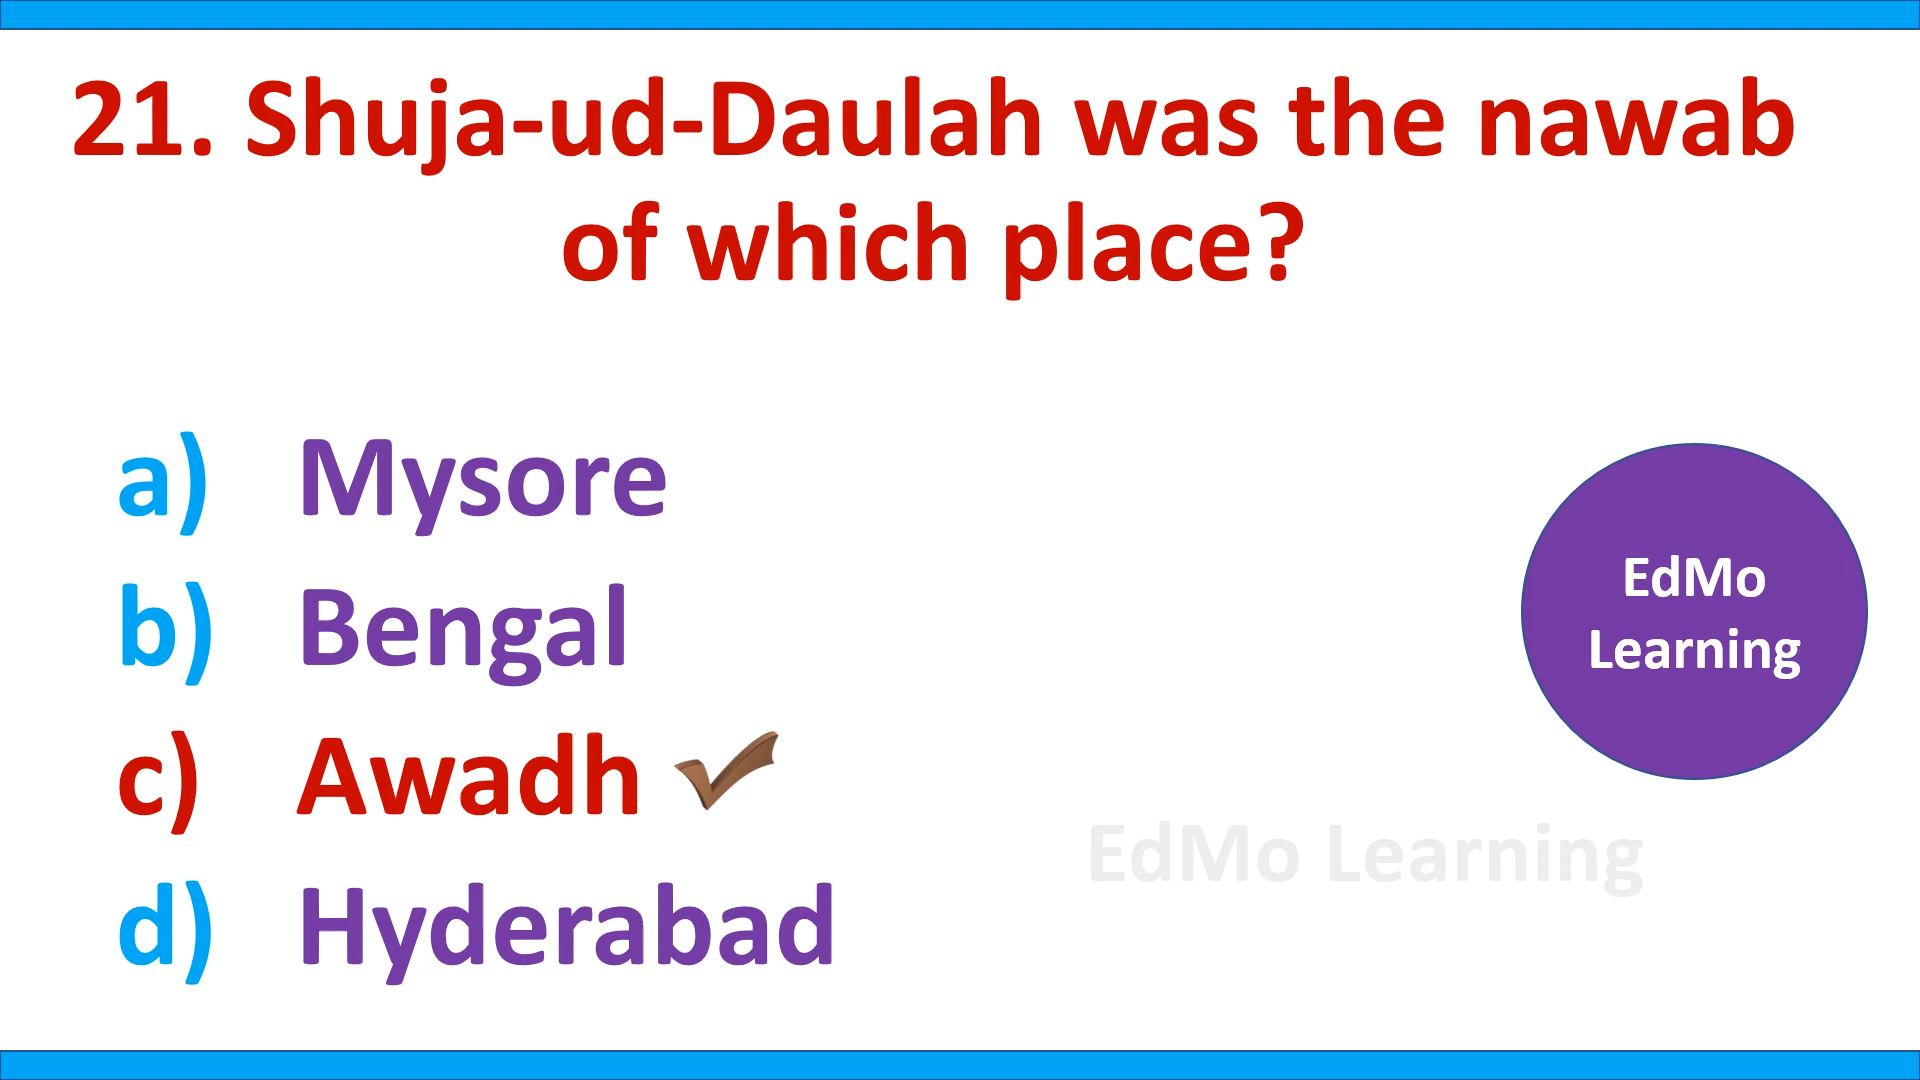 21. Shuja-ud-Daulah was the nawab
of which place?
a) Mysore
b) Bengal
c) Awadh
d) Hyderabad
EdMo
Learning
EdMo Learning